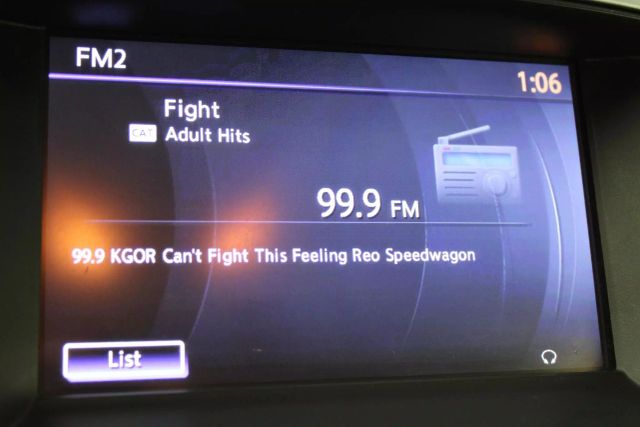 FM2
1:06
Fight
CAT Adult Hits
99.9 FM
99.9 KGOR Can't Fight This Feeling Reo Speedwagon
List